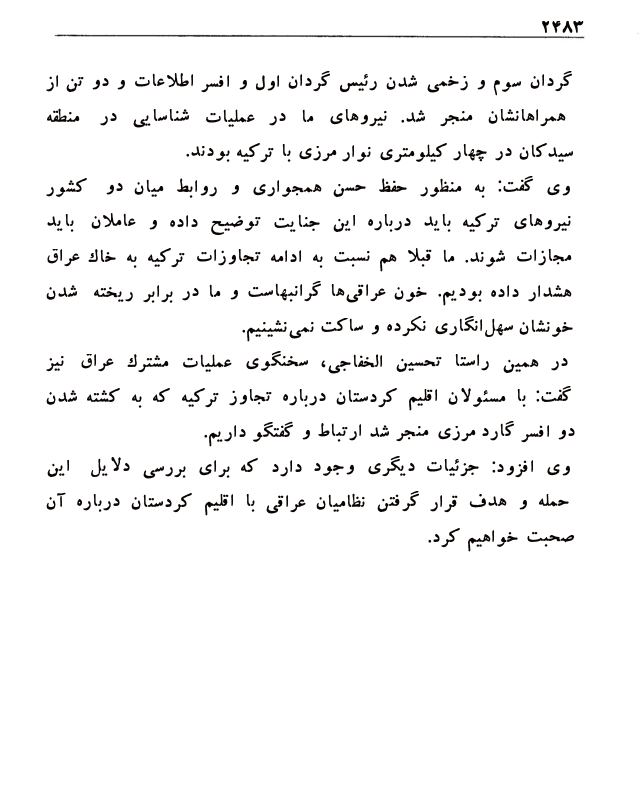 ۲۴۸۳
گردان سوم و زخمی شدن رئیس گردان اول و افسر اطلاعات و دو تن از
همراهانشان منجر شد. نیروهای ما در عملیات شناسایی در منطقه
سیدکان در چهار کیلومتری نوار مرزی با ترکیه بودند.
وی گفت: به منظور حفظ حسن همجواری و روابط میان دو کشور
نیروهای ترکیه باید درباره این جنایت توضیح داده و عاملان باید
مجازات شوند. ما قبلا هم نسبت به ادامه تجاوزات ترکیه به خاك عراق
هشدار داده بودیم. خون عراقی‌ها گرانبهاست و ما در برابر ریخته شدن
خونشان سهل‌انگاری نکرده و ساکت نمی‌نشینیم.
در همین راستا تحسین الخفاجی، سخنگوی عملیات مشترك عراق نیز
گفت: با مسئولان اقلیم کردستان درباره تجاوز ترکیه که به کشته شدن
دو افسر گارد مرزی منجر شد ارتباط و گفتگو داریم.
وی افزود: جزئیات دیگری وجود دارد که برای بررسی دلایل این
حمله و هدف قرار گرفتن نظامیان عراقی با اقلیم کردستان درباره آن
صحبت خواهیم کرد.